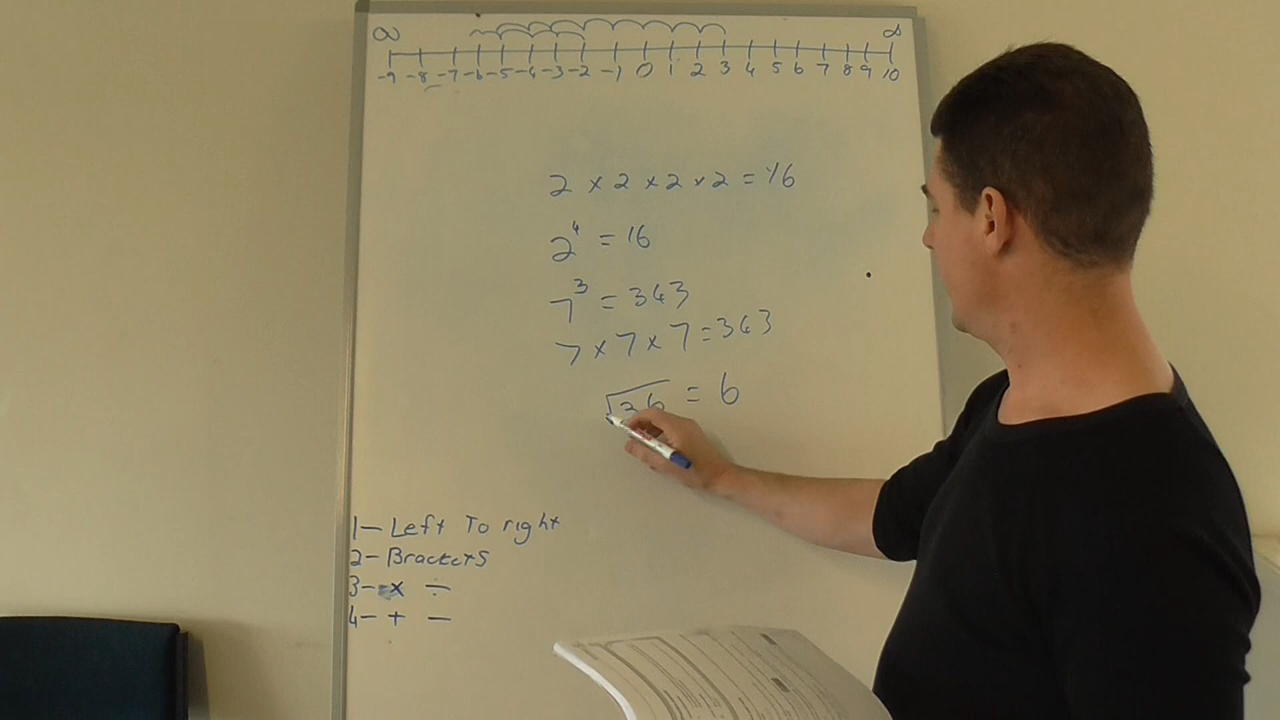 ∞ ∞
-9 -8 -7 -6 -5 -4 -3 -2 -1 0 1 2 3 4 5 6 7 8 9 10
2 × 2 × 2 × 2 = 16
2⁴ = 16
7³ = 343
7 × 7 × 7 = 343
√36 = 6
1- Left To right
2- Brackets
3- × ÷
4- + -